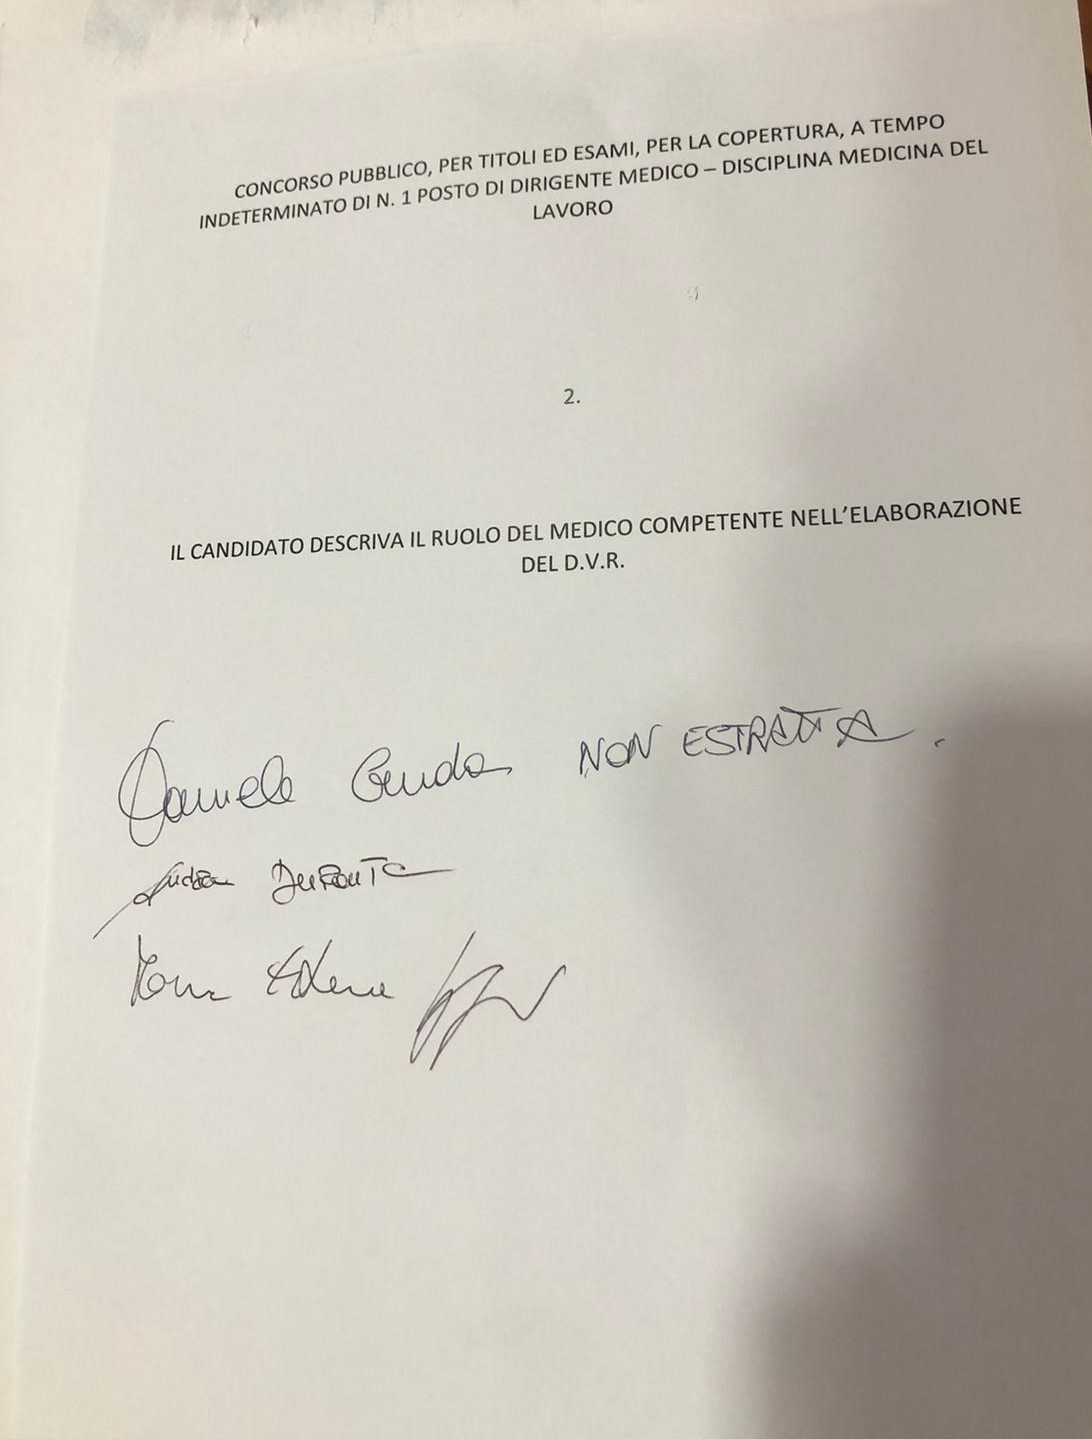 CONCORSO PUBBLICO, PER TITOLI ED ESAMI, PER LA COPERTURA, A TEMPO
INDETERMINATO DI N. 1 POSTO DI DIRIGENTE MEDICO – DISCIPLINA MEDICINA DEL
LAVORO
2.
IL CANDIDATO DESCRIVA IL RUOLO DEL MEDICO COMPETENTE NELL'ELABORAZIONE
DEL D.V.R.
NON ESTRATTA.